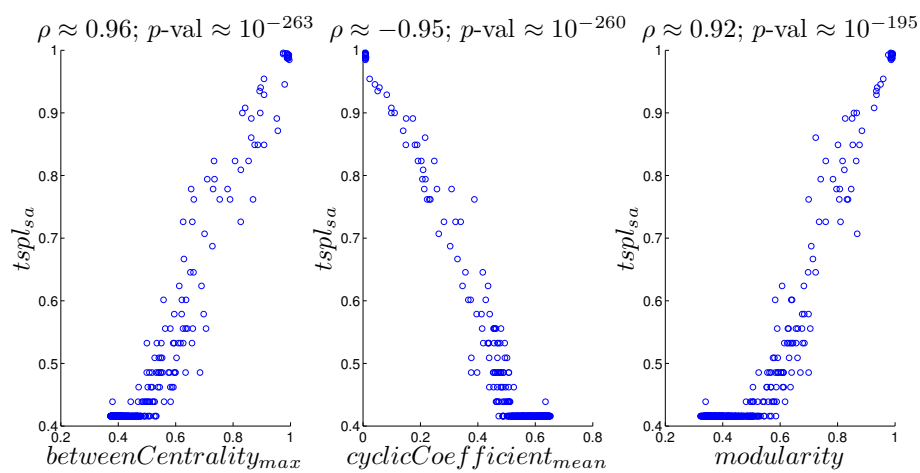 ρ ≈ 0.96; p-val ≈ 10^−263
1
0.9
0.8
0.7
0.6
0.5
0.4
0.2 0.4 0.6 0.8 1
tspl_sa
betweenCentrality_max
ρ ≈ −0.95; p-val ≈ 10^−260
1
0.9
0.8
0.7
0.6
0.5
0.4
0 0.2 0.4 0.6 0.8
tspl_sa
cyclicCoefficient_mean
ρ ≈ 0.92; p-val ≈ 10^−195
1
0.9
0.8
0.7
0.6
0.5
0.4
0.2 0.4 0.6 0.8 1
tspl_sa
modularity